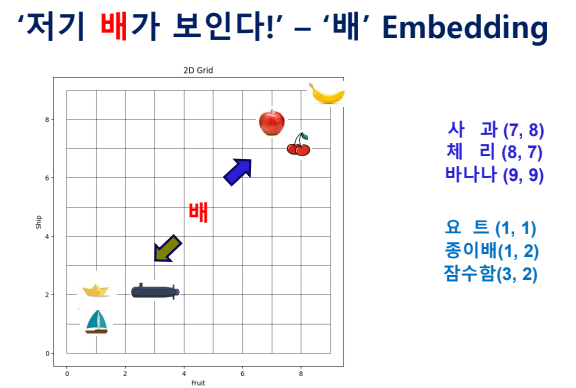 ‘저기 배가 보인다!’ – ‘배’ Embedding
2D Grid
8
6
4
2
0
Ship
0 2 4 6 8
Fruit
배
사 과 (7, 8)
체 리 (8, 7)
바나나 (9, 9)
요 트 (1, 1)
종이배(1, 2)
잠수함(3, 2)